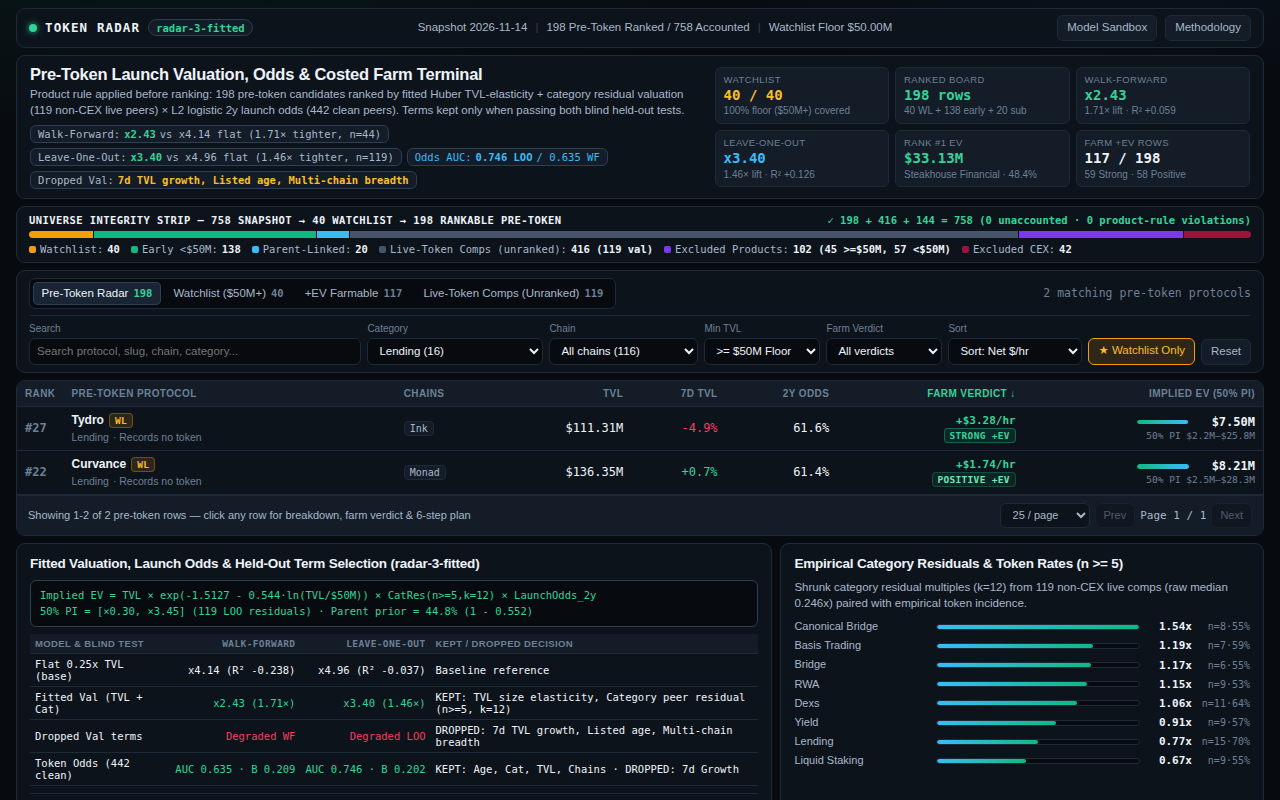 TOKEN RADAR radar-3-fitted
Snapshot 2026-11-14 | 198 Pre-Token Ranked / 758 Accounted | Watchlist Floor $50.00M
Model Sandbox Methodology
Pre-Token Launch Valuation, Odds & Costed Farm Terminal
Product rule applied before ranking: 198 pre-token candidates ranked by fitted Huber TVL-elasticity + category residual valuation
(119 non-CEX live peers) × L2 logistic 2y launch odds (442 clean peers). Terms kept only when passing both blind held-out tests.
Walk-Forward: x2.43 vs x4.14 flat (1.71× tighter, n=44)
Leave-One-Out: x3.40 vs x4.96 flat (1.46× tighter, n=119) Odds AUC: 0.746 LOO / 0.635 WF
Dropped Val: 7d TVL growth, Listed age, Multi-chain breadth
WATCHLIST
40 / 40
100% floor ($50M+) covered
RANKED BOARD
198 rows
40 WL + 138 early + 20 sub
WALK-FORWARD
x2.43
1.71× lift · R² +0.059
LEAVE-ONE-OUT
x3.40
1.46× lift · R² +0.126
RANK #1 EV
$33.13M
Steakhouse Financial · 48.4%
FARM +EV ROWS
117 / 198
59 Strong · 58 Positive
UNIVERSE INTEGRITY STRIP — 758 SNAPSHOT → 40 WATCHLIST → 198 RANKABLE PRE-TOKEN
✓ 198 + 416 + 144 = 758 (0 unaccounted · 0 product-rule violations)
Watchlist: 40 Early <$50M: 138 Parent-Linked: 20 Live-Token Comps (unranked): 416 (119 val) Excluded Products: 102 (45 >=$50M, 57 <$50M) Excluded CEX: 42
Pre-Token Radar 198 Watchlist ($50M+) 40 +EV Farmable 117 Live-Token Comps (Unranked) 119
2 matching pre-token protocols
Search Category Chain Min TVL Farm Verdict Sort
Search protocol, slug, chain, category... Lending (16) All chains (116) >= $50M Floor All verdicts Sort: Net $/hr ★ Watchlist Only Reset
RANK PRE-TOKEN PROTOCOL CHAINS TVL 7D TVL 2Y ODDS FARM VERDICT ↓ IMPLIED EV (50% PI)
#27 Tydro WL Ink $111.31M -4.9% 61.6% +$3.28/hr $7.50M
Lending · Records no token STRONG +EV 50% PI $2.2M–$25.8M
#22 Curvance WL Monad $136.35M +0.7% 61.4% +$1.74/hr $8.21M
Lending · Records no token POSITIVE +EV 50% PI $2.5M–$28.3M
Showing 1-2 of 2 pre-token rows — click any row for breakdown, farm verdict & 6-step plan
25 / page Prev Page 1 / 1 Next
Fitted Valuation, Launch Odds & Held-Out Term Selection (radar-3-fitted)
Implied EV = TVL × exp(-1.5127 - 0.544·ln(TVL/$50M)) × CatRes(n>=5,k=12) × LaunchOdds_2y
50% PI = [×0.30, ×3.45] (119 LOO residuals) · Parent prior = 44.8% (1 - 0.552)
MODEL & BLIND TEST WALK-FORWARD LEAVE-ONE-OUT KEPT / DROPPED DECISION
Flat 0.25x TVL (base) x4.14 (R² -0.238) x4.96 (R² -0.037) Baseline reference
Fitted Val (TVL + Cat) x2.43 (1.71×) x3.40 (1.46×) KEPT: TVL size elasticity, Category peer residual (n>=5, k=12)
Dropped Val terms Degraded WF Degraded LOO DROPPED: 7d TVL growth, Listed age, Multi-chain breadth
Token Odds (442 clean) AUC 0.635 · B 0.209 AUC 0.746 · B 0.202 KEPT: Age, Cat, TVL, Chains · DROPPED: 7d Growth
Empirical Category Residuals & Token Rates (n >= 5)
Shrunk category residual multiples (k=12) from 119 non-CEX live comps (raw median
0.246x) paired with empirical token incidence.
Canonical Bridge 1.54x n=8·55%
Basis Trading 1.19x n=7·59%
Bridge 1.17x n=6·55%
RWA 1.15x n=9·53%
Dexs 1.06x n=11·64%
Yield 0.91x n=9·57%
Lending 0.77x n=15·70%
Liquid Staking 0.67x n=9·55%